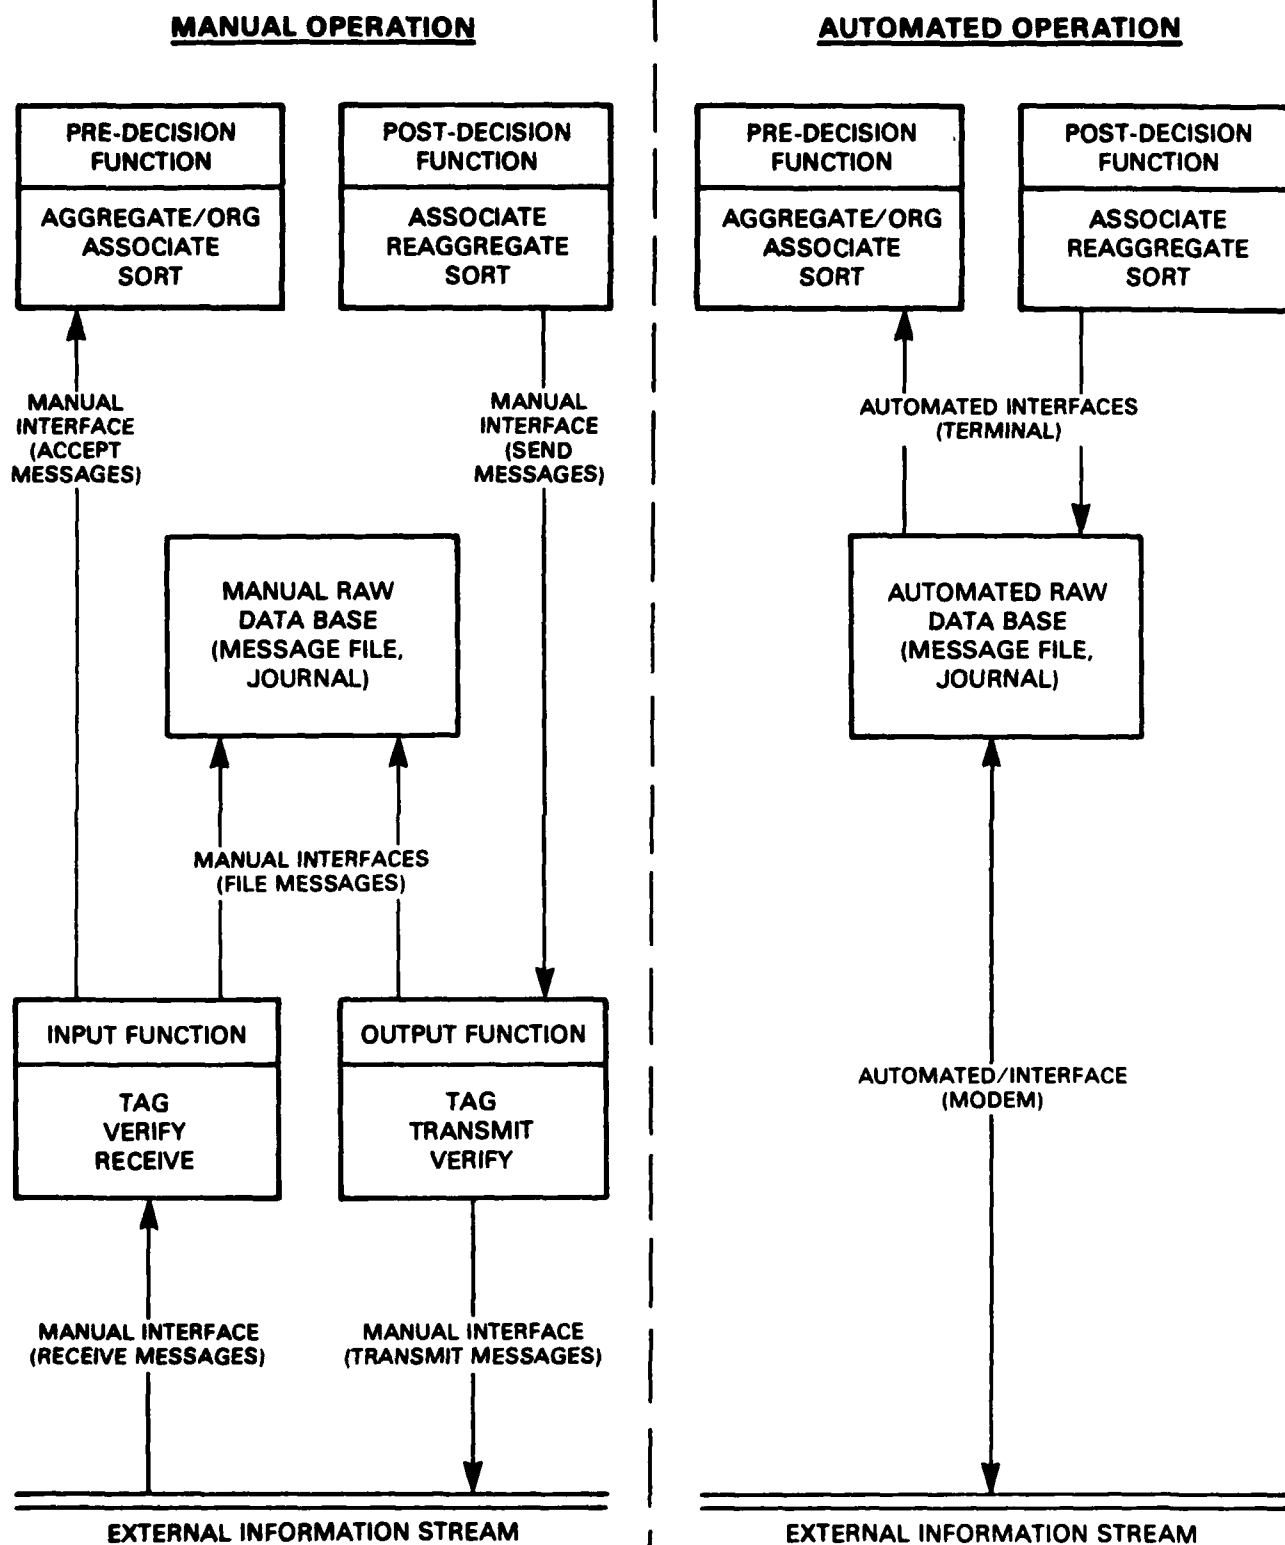 MANUAL OPERATION
PRE-DECISION
FUNCTION
AGGREGATE/ORG
ASSOCIATE
SORT
POST-DECISION
FUNCTION
ASSOCIATE
REAGGREGATE
SORT
MANUAL
INTERFACE
(ACCEPT
MESSAGES)
MANUAL
INTERFACE
(SEND
MESSAGES)
MANUAL RAW
DATA BASE
(MESSAGE FILE,
JOURNAL)
MANUAL INTERFACES
(FILE MESSAGES)
INPUT FUNCTION
TAG
VERIFY
RECEIVE
OUTPUT FUNCTION
TAG
TRANSMIT
VERIFY
MANUAL INTERFACE
(RECEIVE MESSAGES)
MANUAL INTERFACE
(TRANSMIT MESSAGES)
EXTERNAL INFORMATION STREAM
AUTOMATED OPERATION
PRE-DECISION
FUNCTION
AGGREGATE/ORG
ASSOCIATE
SORT
POST-DECISION
FUNCTION
ASSOCIATE
REAGGREGATE
SORT
AUTOMATED INTERFACES
(TERMINAL)
AUTOMATED RAW
DATA BASE
(MESSAGE FILE,
JOURNAL)
AUTOMATED/INTERFACE
(MODEM)
EXTERNAL INFORMATION STREAM